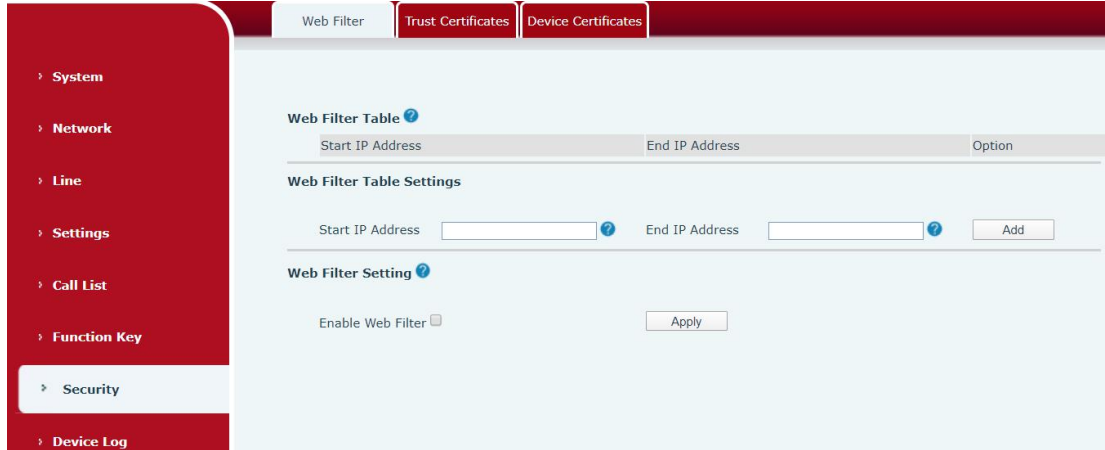 Web Filter Trust Certificates Device Certificates
System
Network
Line
Settings
Call List
Function Key
Security
Device Log
Web Filter Table
Start IP Address End IP Address Option
Web Filter Table Settings
Start IP Address End IP Address Add
Web Filter Setting
Enable Web Filter Apply